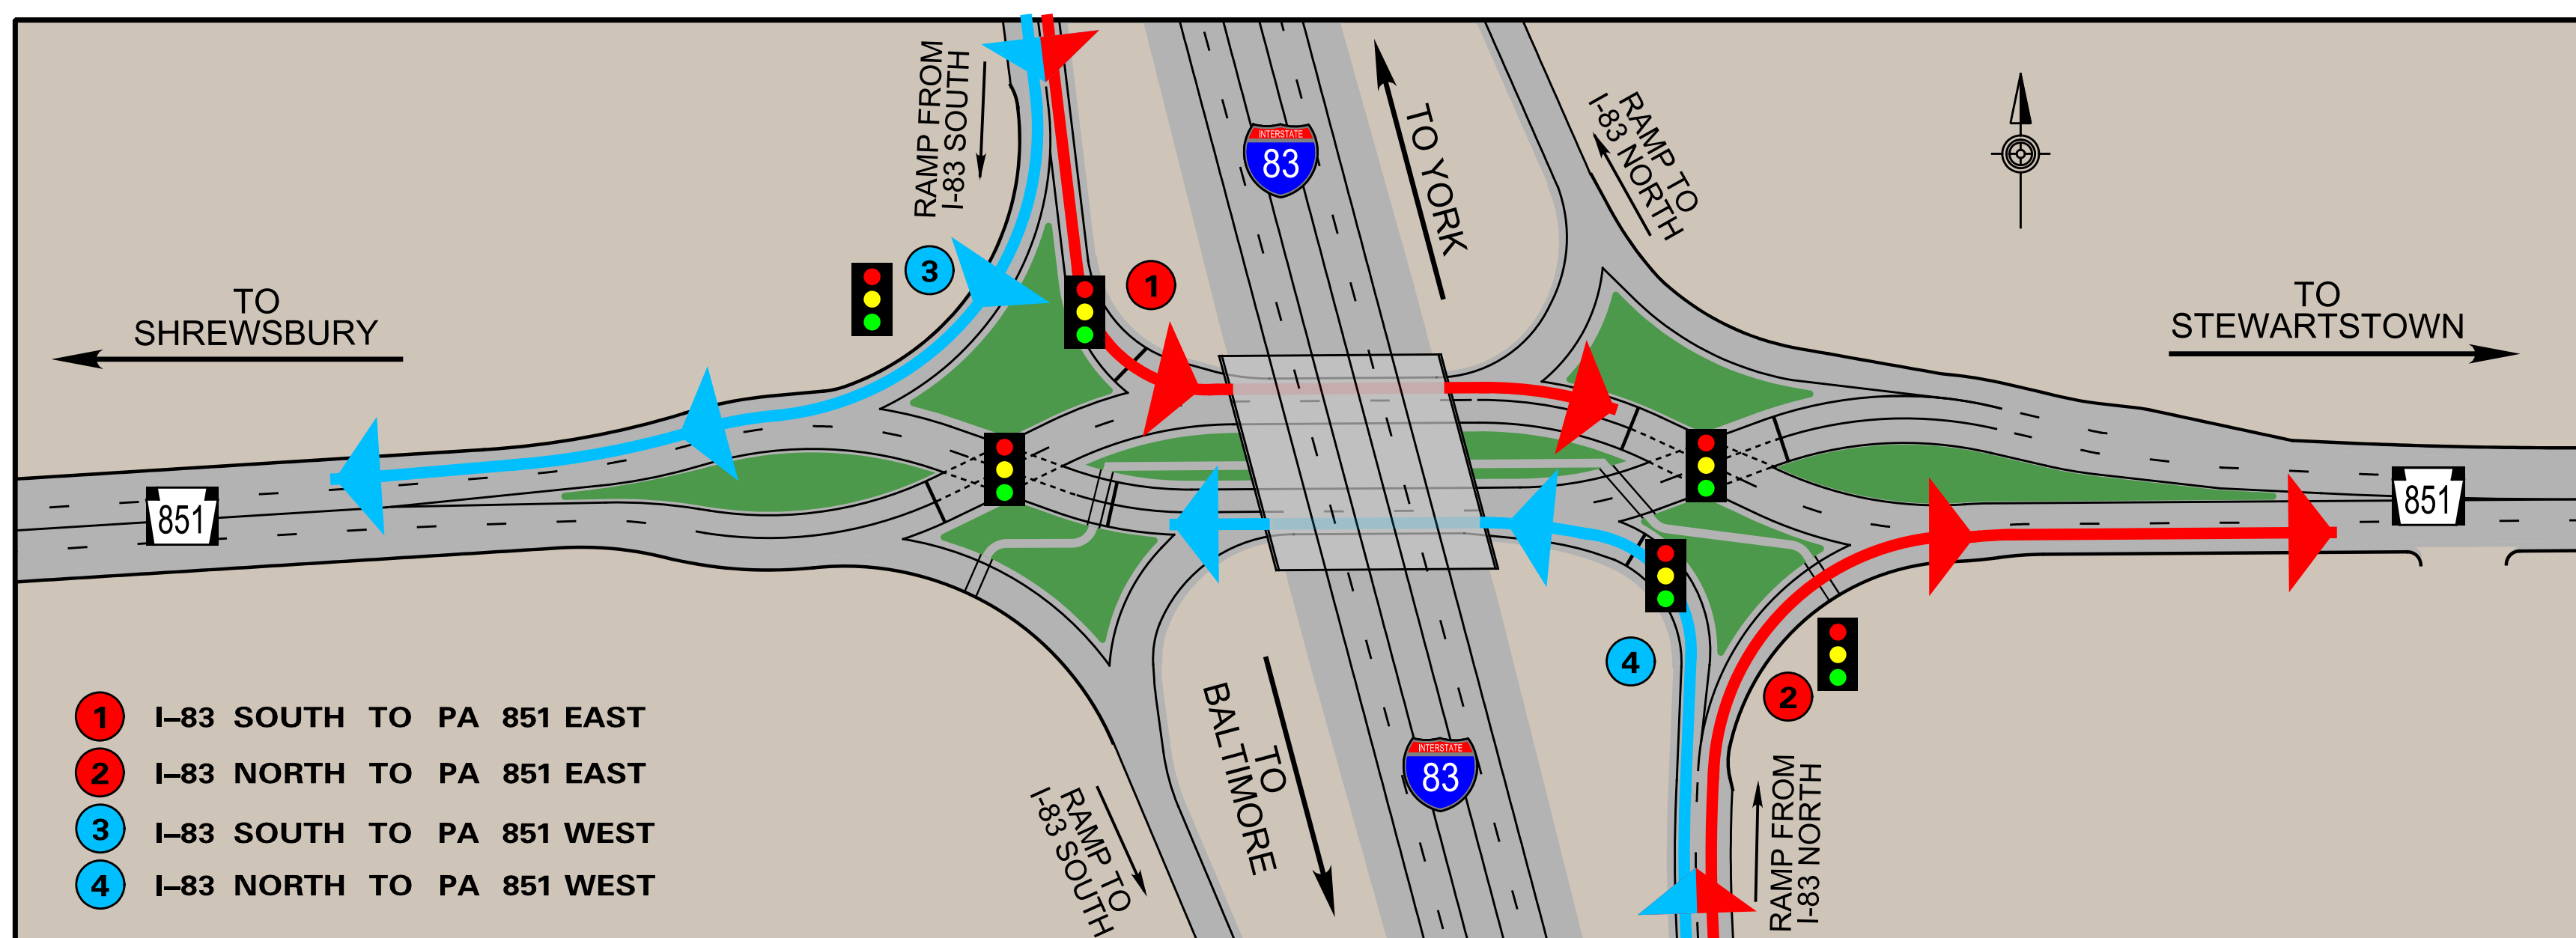 RAMP FROM
I-83 SOUTH
INTERSTATE
83
TO YORK
RAMP TO
I-83 NORTH
3
1
TO
SHREWSBURY
TO
STEWARTSTOWN
851
851
4
2
1 I–83 SOUTH TO PA 851 EAST
2 I–83 NORTH TO PA 851 EAST
3 I–83 SOUTH TO PA 851 WEST
4 I–83 NORTH TO PA 851 WEST
RAMP TO
I-83 SOUTH
TO
BALTIMORE
INTERSTATE
83
RAMP FROM
I-83 NORTH